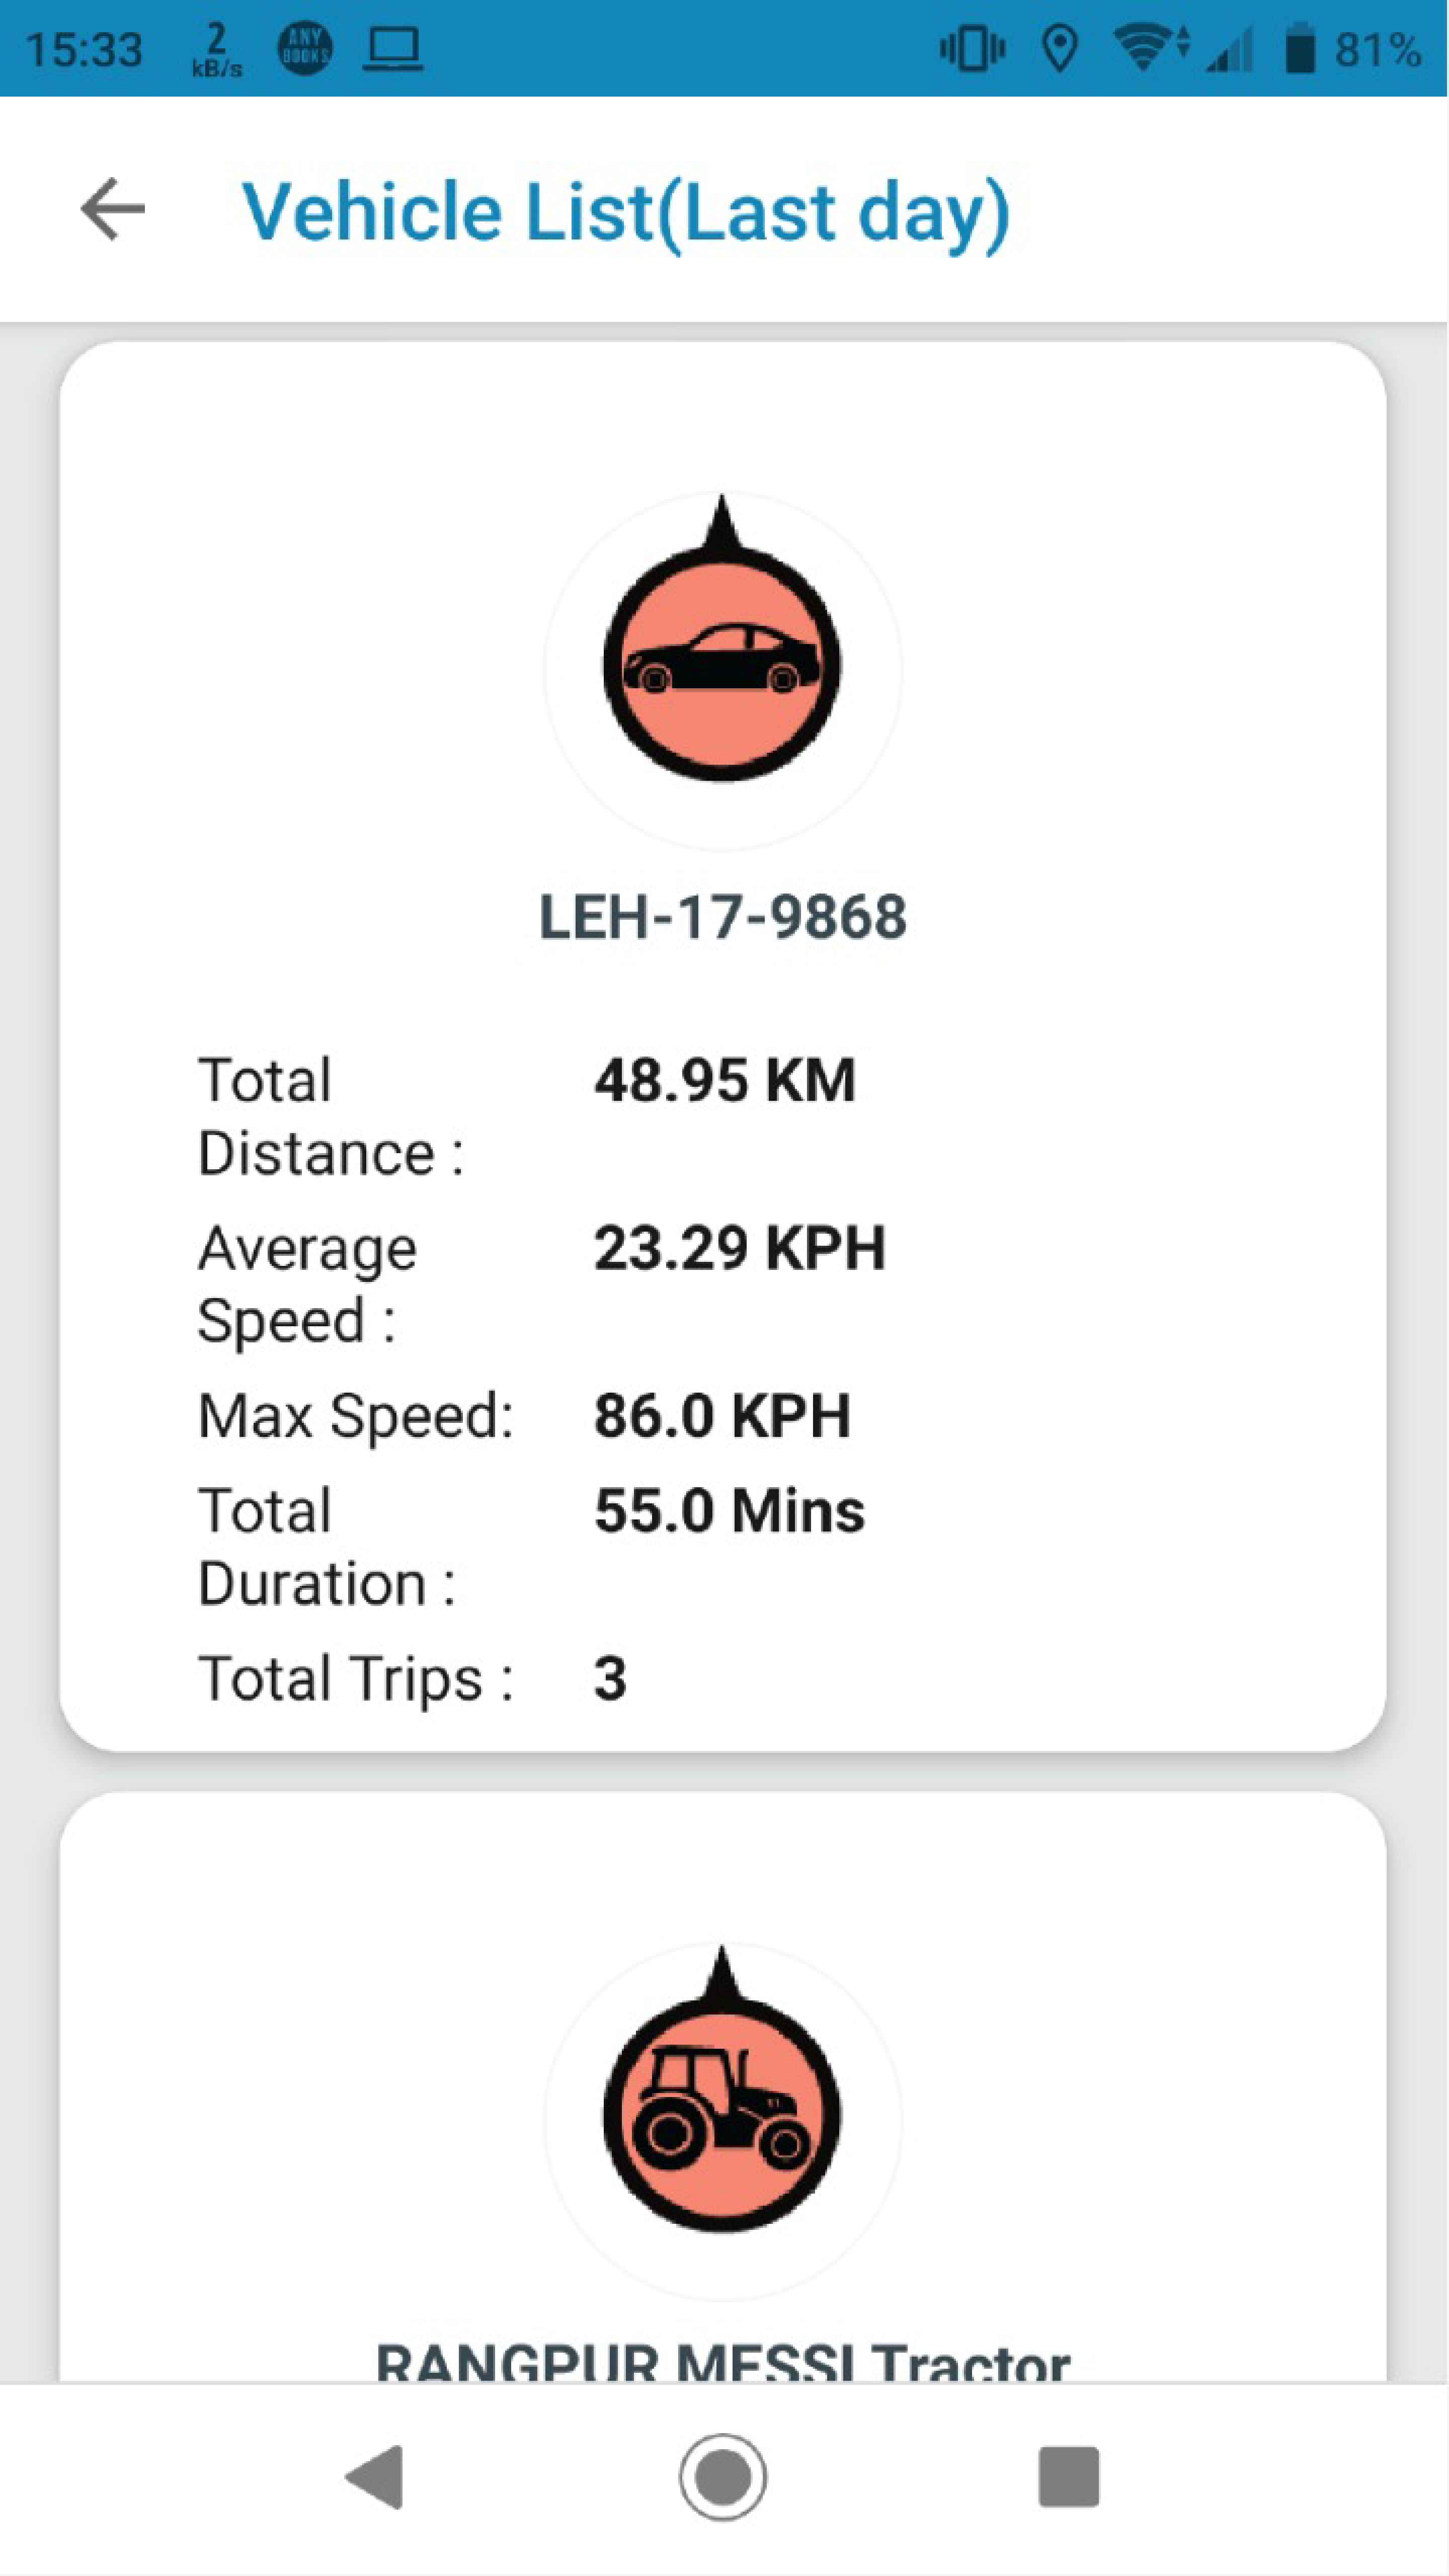 15:33 2 kB/s ANY BOOKS 81%
Vehicle List(Last day)
LEH-17-9868
Total Distance : 48.95 KM
Average Speed : 23.29 KPH
Max Speed: 86.0 KPH
Total Duration : 55.0 Mins
Total Trips : 3
RANGPUR MESSI Tractor